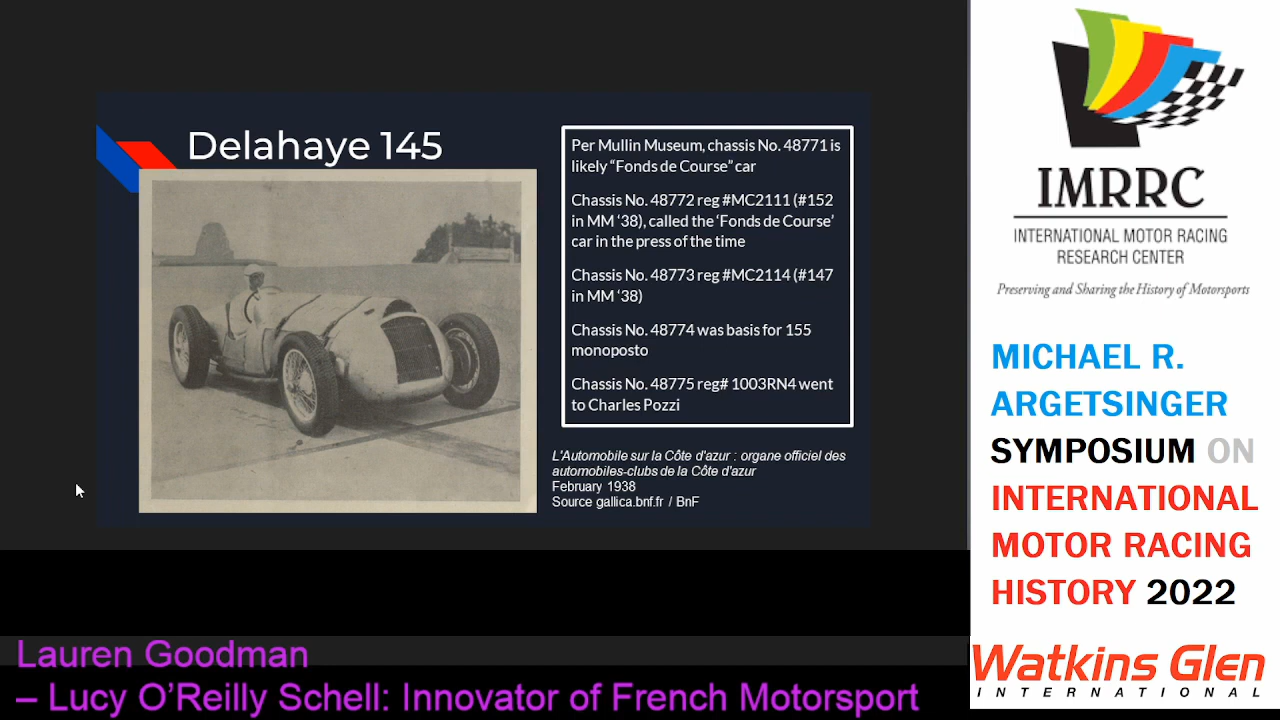 Delahaye 145
Per Mullin Museum, chassis No. 48771 is
likely “Fonds de Course” car
Chassis No. 48772 reg #MC2111 (#152
in MM ‘38), called the ‘Fonds de Course’
car in the press of the time
Chassis No. 48773 reg #MC2114 (#147
in MM ‘38)
Chassis No. 48774 was basis for 155
monoposto
Chassis No. 48775 reg# 1003RN4 went
to Charles Pozzi
L'Automobile sur la Côte d'azur : organe officiel des
automobiles-clubs de la Côte d'azur
February 1938
Source gallica.bnf.fr / BnF
IMRRC
INTERNATIONAL MOTOR RACING
RESEARCH CENTER
Preserving and Sharing the History of Motorsports
MICHAEL R.
ARGETSINGER
SYMPOSIUM ON
INTERNATIONAL
MOTOR RACING
HISTORY 2022
Watkins Glen
INTERNATIONAL
Lauren Goodman
– Lucy O’Reilly Schell: Innovator of French Motorsport